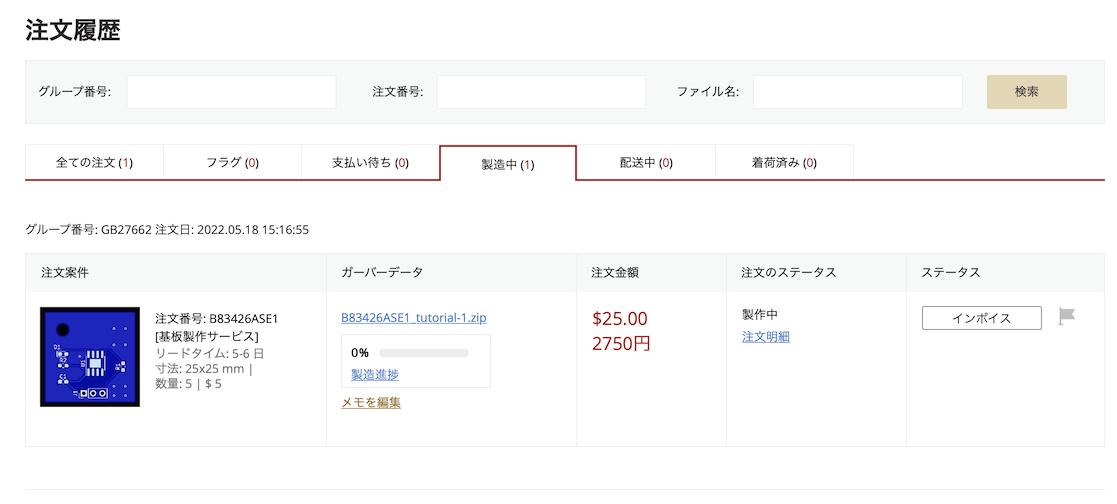 注文履歴
グループ番号: 注文番号: ファイル名: 検索
全ての注文 (1) フラグ (0) 支払い待ち (0) 製造中 (1) 配送中 (0) 着荷済み (0)
グループ番号: GB27662 注文日: 2022.05.18 15:16:55
注文案件 ガーバーデータ 注文金額 注文のステータス ステータス
D1
R2
C1
注文番号: B83426ASE1
[基板製作サービス]
リードタイム: 5-6 日
寸法: 25x25 mm |
数量: 5 | $ 5
B83426ASE1_tutorial-1.zip
0%
製造進捗
メモを編集
$25.00
2750円
製作中
注文明細
インボイス